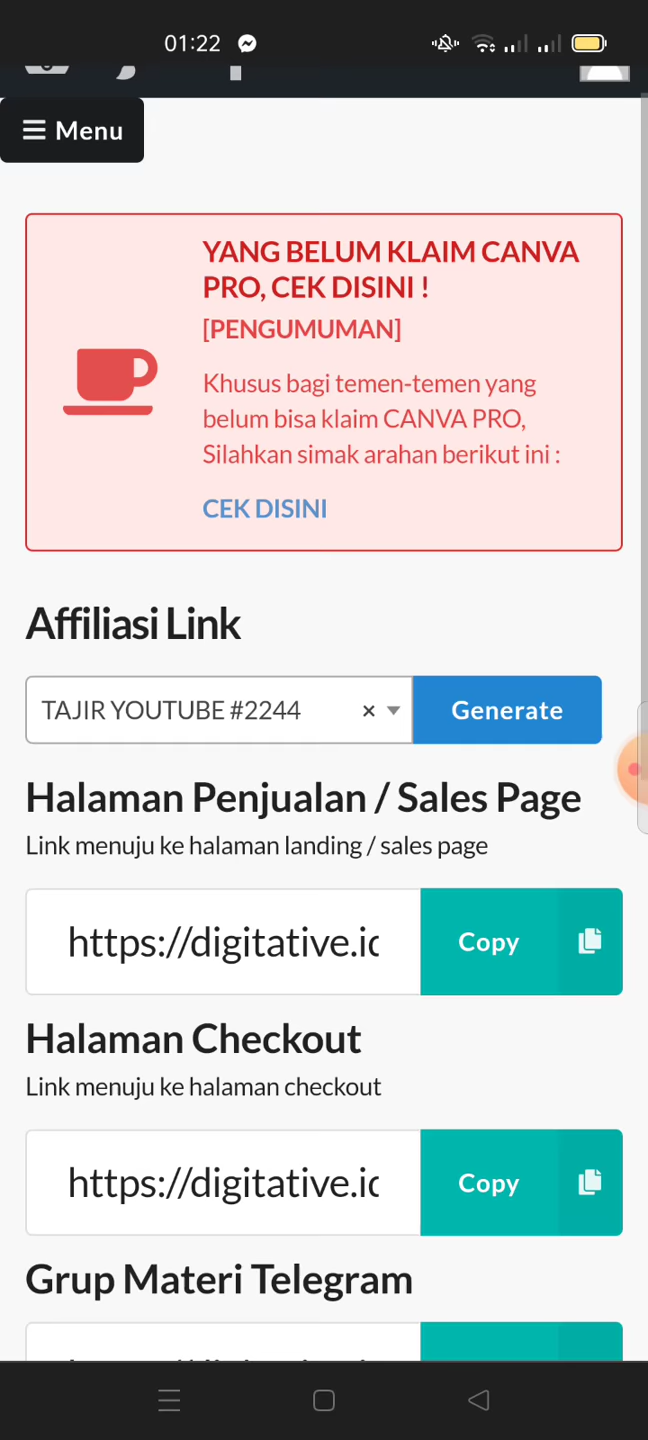 01:22
Menu
YANG BELUM KLAIM CANVA
PRO, CEK DISINI !
[PENGUMUMAN]
Khusus bagi temen-temen yang
belum bisa klaim CANVA PRO,
Silahkan simak arahan berikut ini :
CEK DISINI
Affiliasi Link
TAJIR YOUTUBE #2244
× Generate
Halaman Penjualan / Sales Page
Link menuju ke halaman landing / sales page
https://digitative.ic
Copy
Halaman Checkout
Link menuju ke halaman checkout
https://digitative.ic
Copy
Grup Materi Telegram